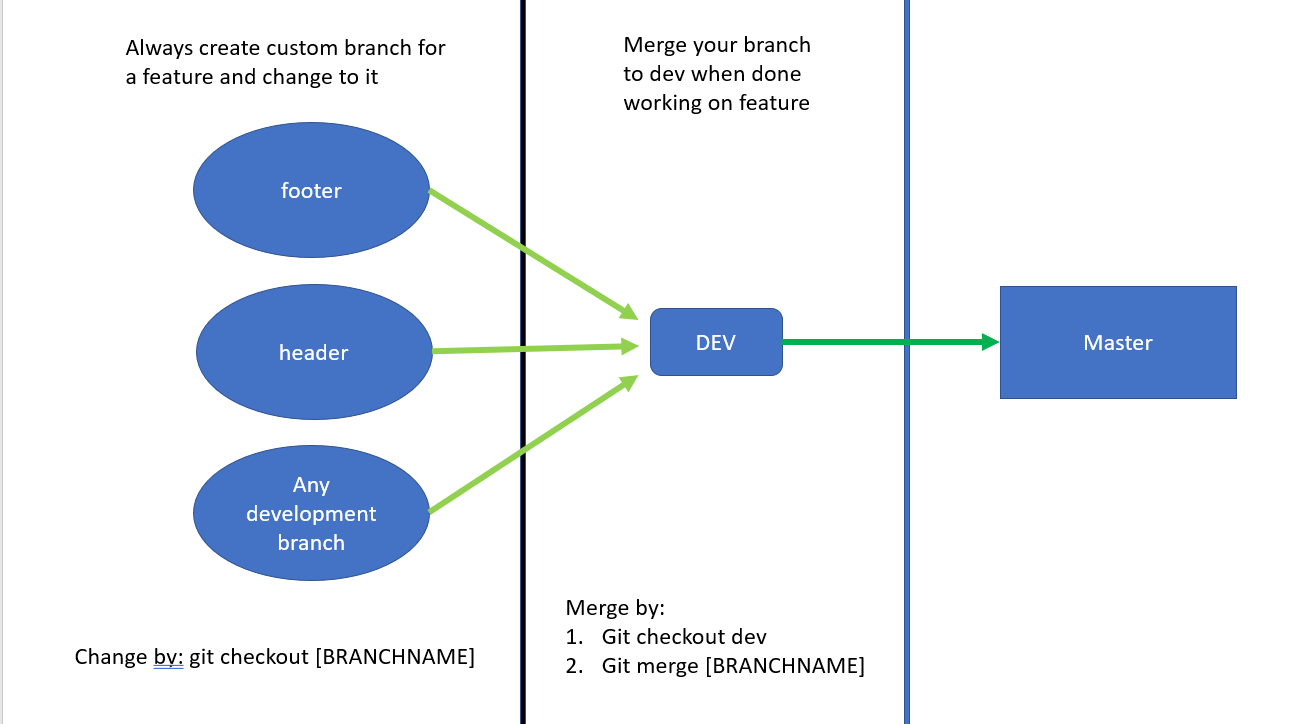 Always create custom branch for
a feature and change to it
Merge your branch
to dev when done
working on feature
footer
header
Any
development
branch
DEV
Master
Change by: git checkout [BRANCHNAME]
Merge by:
1. Git checkout dev
2. Git merge [BRANCHNAME]